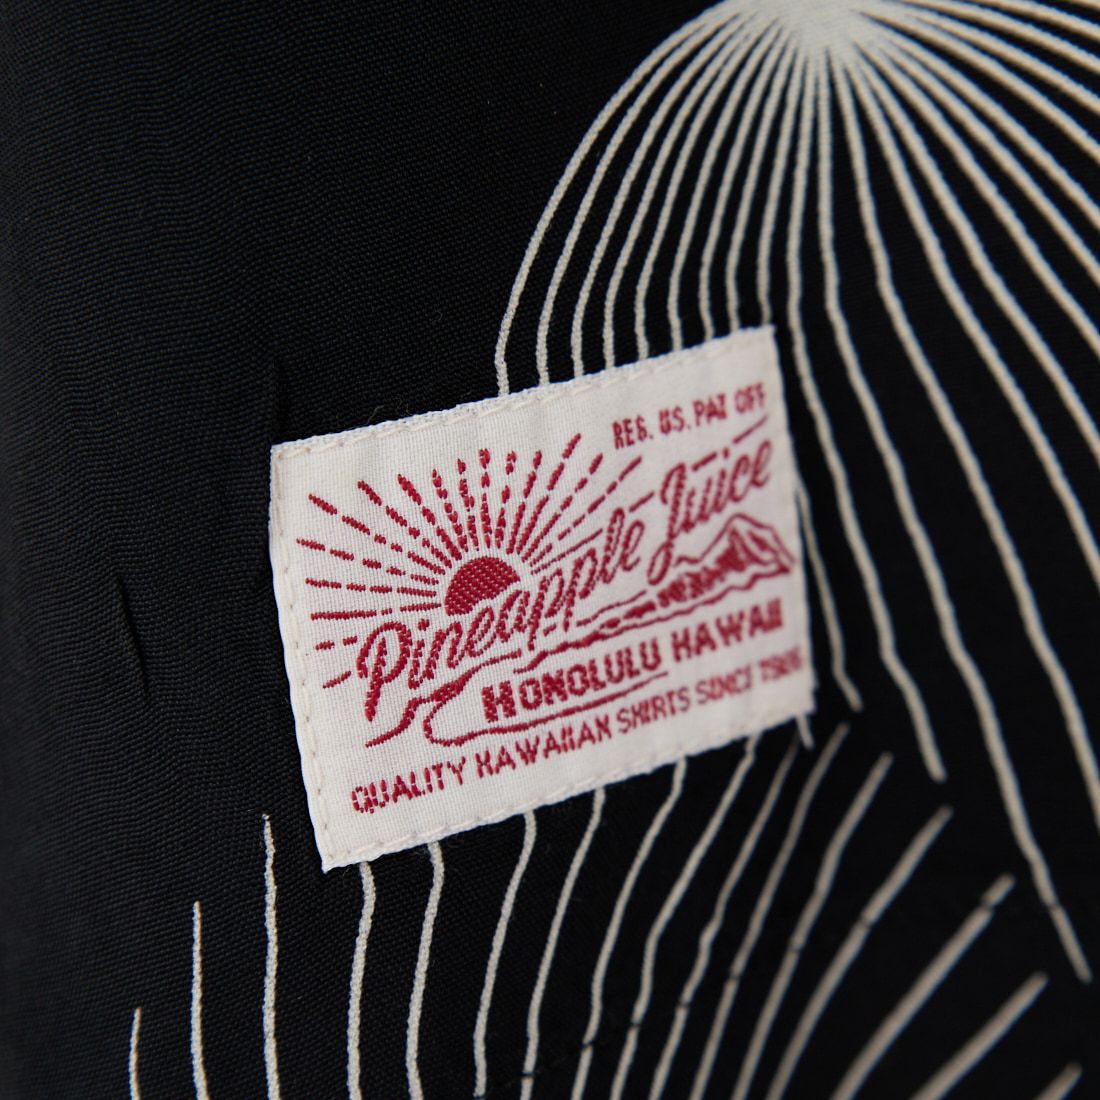 REG. US. PAT OFF
Pineapple Juice
HONOLULU HAWAII
QUALITY HAWAIIAN SHIRTS SINCE